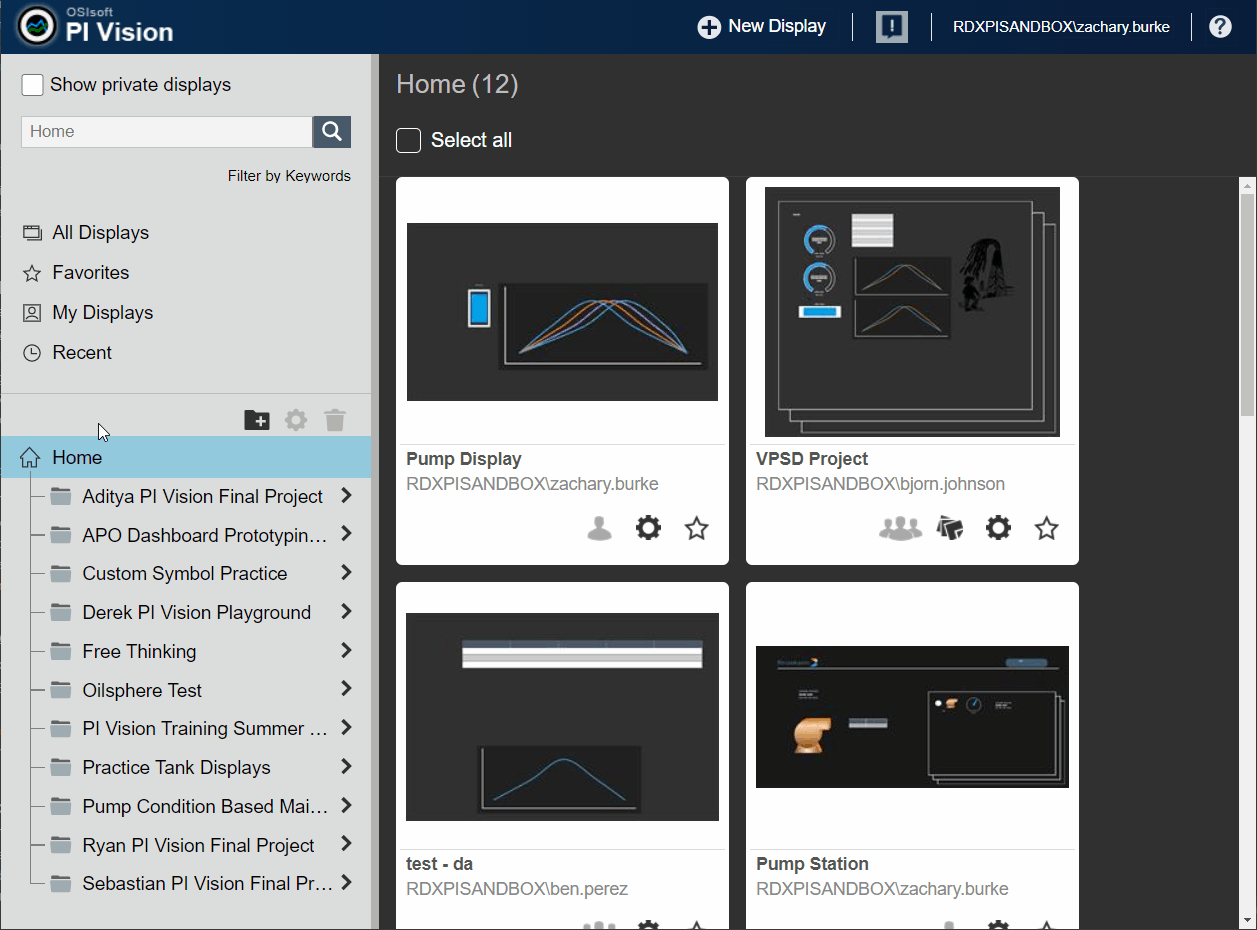 OSIsoft
PI Vision
New Display
RDXPISANDBOX\zachary.burke
Show private displays
Home
Filter by Keywords
All Displays
Favorites
My Displays
Recent
Home
Aditya PI Vision Final Project
APO Dashboard Prototypin...
Custom Symbol Practice
Derek PI Vision Playground
Free Thinking
Oilsphere Test
PI Vision Training Summer ...
Practice Tank Displays
Pump Condition Based Mai...
Ryan PI Vision Final Project
Sebastian PI Vision Final Pr...
Home (12)
Select all
Pump Display
RDXPISANDBOX\zachary.burke
VPSD Project
RDXPISANDBOX\bjorn.johnson
test - da
RDXPISANDBOX\ben.perez
Pump Station
RDXPISANDBOX\zachary.burke